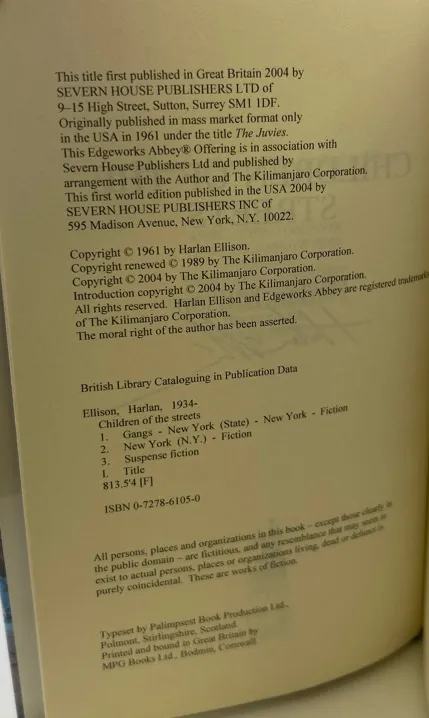 This title first published in Great Britain 2004 by
SEVERN HOUSE PUBLISHERS LTD of
9–15 High Street, Sutton, Surrey SM1 1DF.
Originally published in mass market format only
in the USA in 1961 under the title The Juvies.
This Edgeworks Abbey® Offering is in association with
Severn House Publishers Ltd and published by
arrangement with the Author and The Kilimanjaro Corporation.
This first world edition published in the USA 2004 by
SEVERN HOUSE PUBLISHERS INC of
595 Madison Avenue, New York, N.Y. 10022.
Copyright © 1961 by Harlan Ellison.
Copyright renewed © 1989 by The Kilimanjaro Corporation.
Copyright © 2004 by The Kilimanjaro Corporation.
Introduction copyright © 2004 by The Kilimanjaro Corporation.
All rights reserved. Harlan Ellison and Edgeworks Abbey are registered
of The Kilimanjaro Corporation.
The moral right of the author has been asserted.
British Library Cataloguing in Publication Data
Ellison, Harlan, 1934-
Children of the streets
1. Gangs - New York (State) - New York - Fiction
2. New York (N.Y.) - Fiction
3. Suspense fiction
I. Title
813.5'4 [F]
ISBN 0-7278-6105-0
All persons, places and organizations in this book – except those clearly in
the public domain – are fictitious, and any resemblance that may seem to
exist to actual persons, places or organizations living, dead or defunct is
purely coincidental. These are works of fiction.
Typeset by Palimpsest Book Production Ltd.,
Polmont, Stirlingshire, Scotland.
Printed and bound in Great Britain by
MPG Books Ltd., Bodmin, Cornwall.